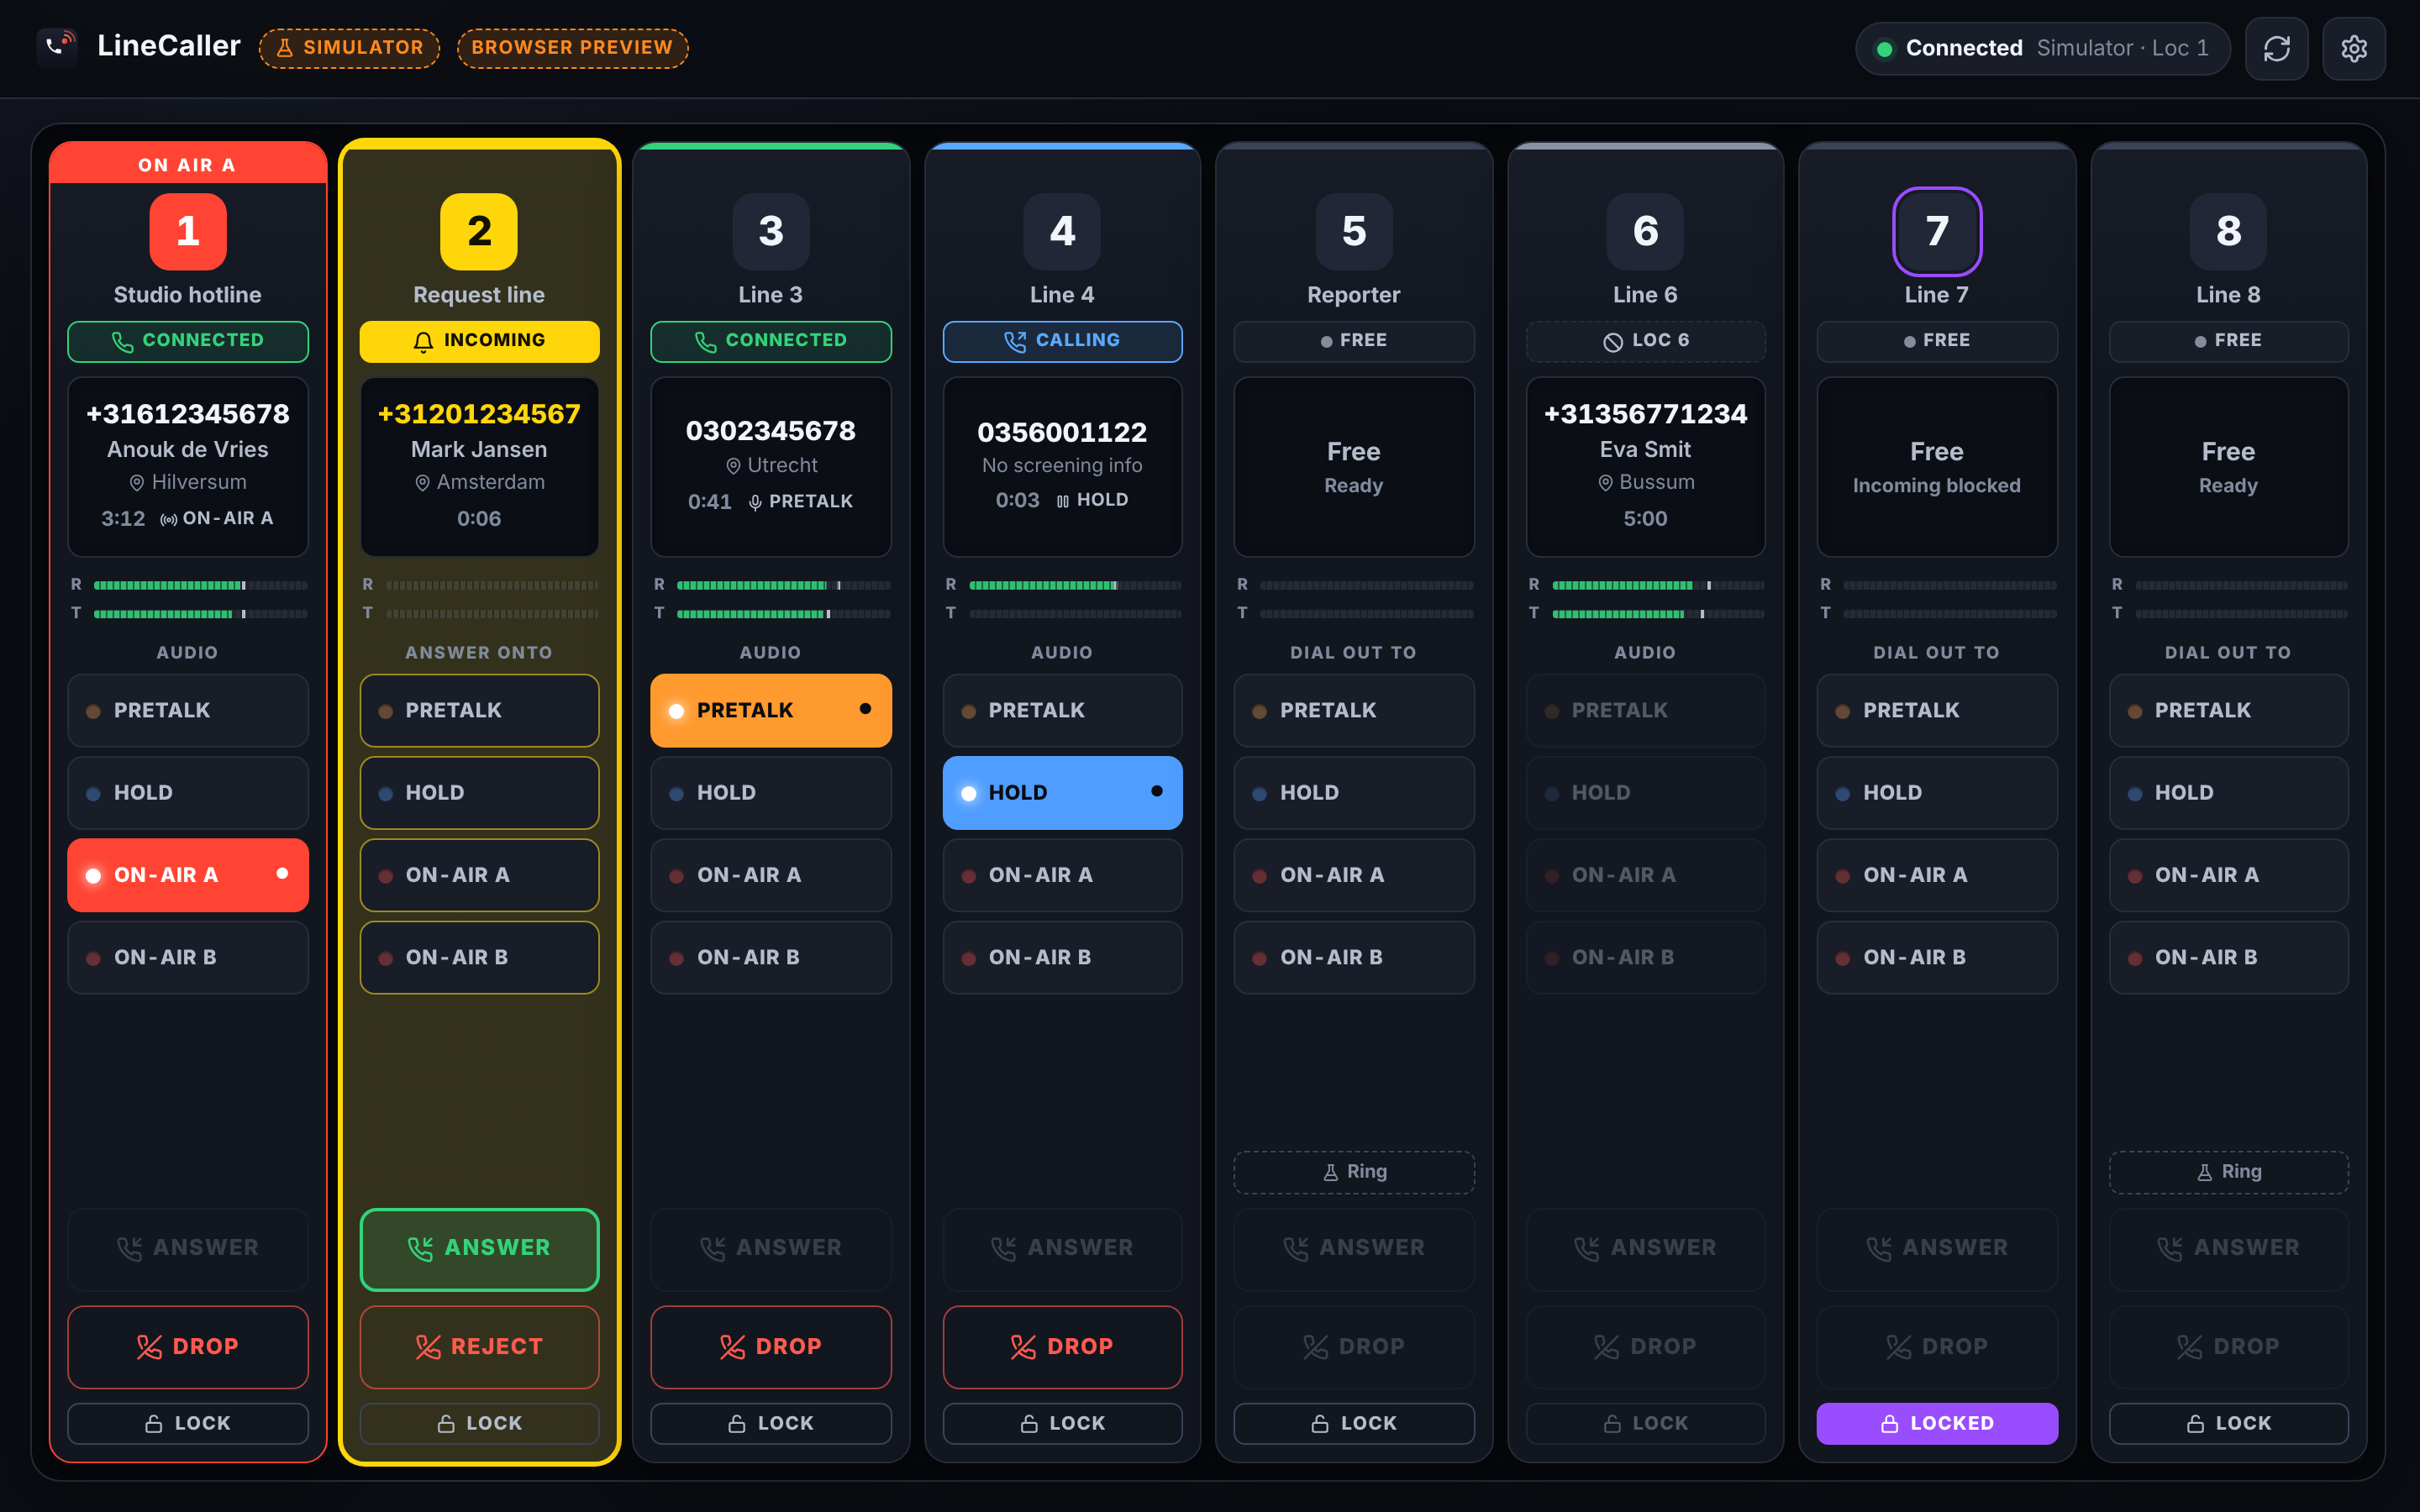 LineCaller
SIMULATOR
BROWSER PREVIEW
Connected Simulator · Loc 1
ON AIR A
1
Studio hotline
CONNECTED
+31612345678
Anouk de Vries
Hilversum
3:12 ON-AIR A
R
T
AUDIO
PRETALK
HOLD
ON-AIR A
ON-AIR B
ANSWER
DROP
LOCK
2
Request line
INCOMING
+31201234567
Mark Jansen
Amsterdam
0:06
R
T
ANSWER ONTO
PRETALK
HOLD
ON-AIR A
ON-AIR B
ANSWER
REJECT
LOCK
3
Line 3
CONNECTED
0302345678
Utrecht
0:41 PRETALK
R
T
AUDIO
PRETALK
HOLD
ON-AIR A
ON-AIR B
ANSWER
DROP
LOCK
4
Line 4
CALLING
0356001122
No screening info
0:03 HOLD
R
T
AUDIO
PRETALK
HOLD
ON-AIR A
ON-AIR B
ANSWER
DROP
LOCK
5
Reporter
FREE
Free
Ready
R
T
DIAL OUT TO
PRETALK
HOLD
ON-AIR A
ON-AIR B
Ring
ANSWER
DROP
LOCK
6
Line 6
LOC 6
+31356771234
Eva Smit
Bussum
5:00
R
T
AUDIO
PRETALK
HOLD
ON-AIR A
ON-AIR B
ANSWER
DROP
LOCK
7
Line 7
FREE
Free
Incoming blocked
R
T
DIAL OUT TO
PRETALK
HOLD
ON-AIR A
ON-AIR B
ANSWER
DROP
LOCKED
8
Line 8
FREE
Free
Ready
R
T
DIAL OUT TO
PRETALK
HOLD
ON-AIR A
ON-AIR B
Ring
ANSWER
DROP
LOCK